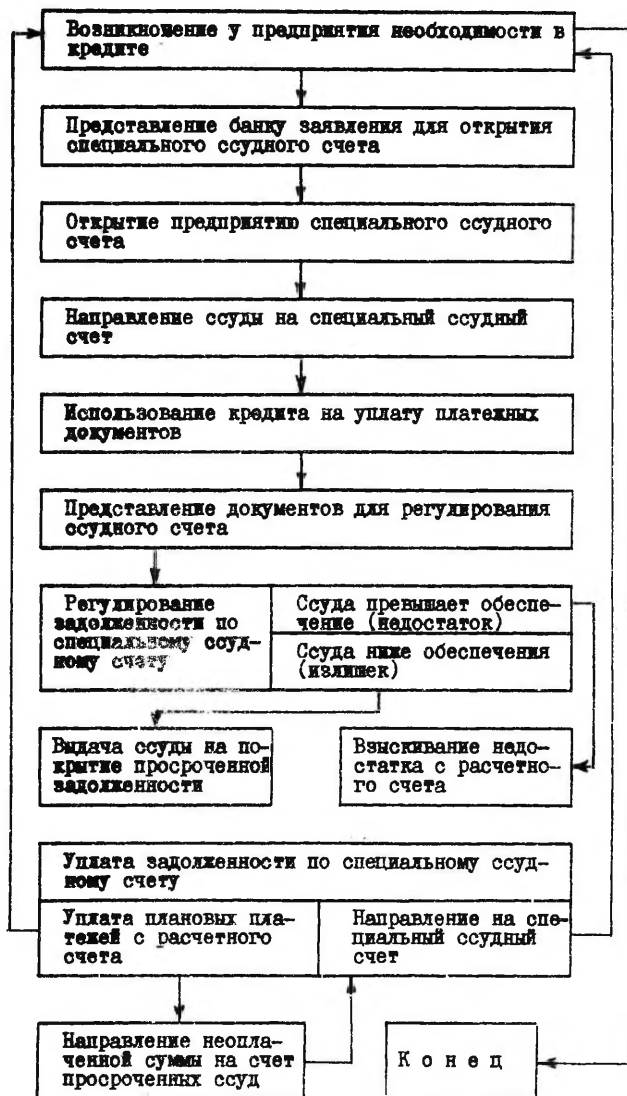 Возникновение у предприятия необходимости в
кредите
Представление банку заявления для открытия
специального ссудного счета
Открытие предприятию специального ссудного
счета
Направление ссуды на специальный ссудный
счет
Использование кредита на уплату платежных
документов
Представление документов для регулирования
ссудного счета
Регулирование
задолженности по
специальному ссуд-
ному счету
Ссуда превышает обеспе-
чение (недостаток)
Ссуда ниже обеспечения
(излишек)
Выдача ссуды на по-
крытие просроченной
задолженности
Взыскивание недо-
статка с расчетно-
го счета
Уплата задолженности по специальному ссуд-
ному счету
Уплата плановых пла-
тежей с расчетного
счета
Направление на спе-
циальный ссудный
счет
Направление неопла-
ченной суммы на счет
просроченных ссуд
К о н е ц